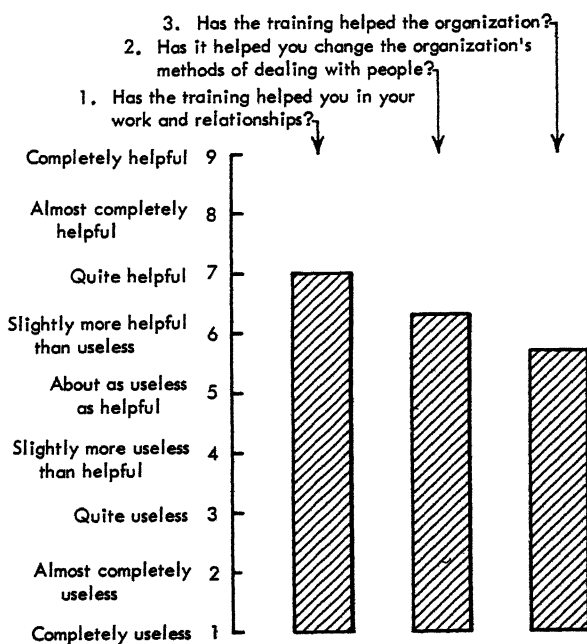 3. Has the training helped the organization?
2. Has it helped you change the organization's
methods of dealing with people?
1. Has the training helped you in your
work and relationships?
Completely helpful 9
Almost completely 8
helpful
Quite helpful 7
Slightly more helpful 6
than useless
About as useless 5
as helpful
Slightly more useless 4
than helpful
Quite useless 3
Almost completely 2
useless
Completely useless 1